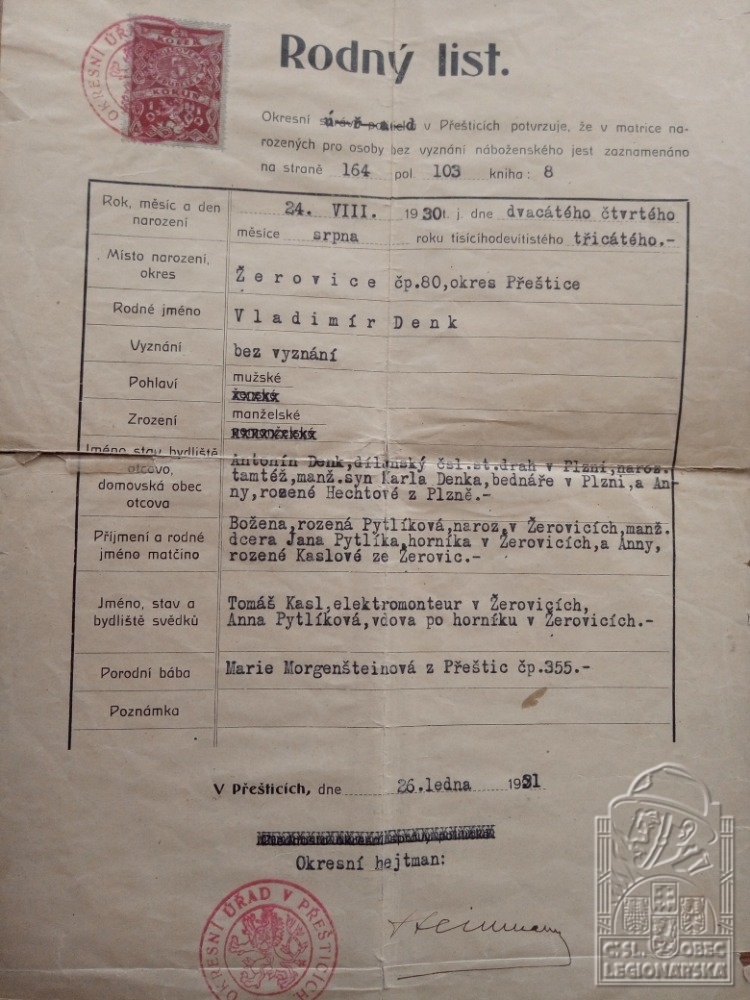 OKRESNÍ ÚŘAD
KOLEK
5
KORUN
Rodný list.
Okresní úřad v Přešticích potvrzuje, že v matrice na-
rozených pro osoby bez vyznání náboženského jest zaznamenáno
na straně 164 pol. 103 kniha: 8
Rok, měsíc a den
narození
24. VIII. 1930 t. j. dne dvacátého čtvrtého
měsíce srpna roku tisícíhodevítistého třicátého.-
Místo narození,
okres
Žerovice čp.80,okres Přeštice
Rodné jméno
Vladimír Denk
Vyznání
bez vyznání
Pohlaví
mužské
Zrození
manželské
Jméno, stav, bydliště
otcovo,
domovská obec
otcova
Antonín Denk,dílenský čsl.st.drah v Plzni,naroz.
tamtéž,manž.syn Karla Denka,bednáře v Plzni,a An-
ny,rozené Hechtové z Plzně.-
Příjmení a rodné
jméno matčino
Božena,rozená Pytlíková,naroz.v Žerovicích,manž.
dcera Jana Pytlíka,horníka v Žerovicích,a Anny,
rozené Kaslové ze Žerovic.-
Jméno, stav a
bydliště svědků
Tomáš Kasl,elektromonteur v Žerovicích,
Anna Pytlíková,vdova po horníku v Žerovicích.-
Porodní bába
Marie Morgenšteinová z Přeštic čp.355.-
Poznámka
V Přešticích, dne 26.ledna 1931
Okresní hejtman:
OKRESNÍ ÚŘAD V PŘEŠTICÍCH
ČSL. OBEC
LEGIONÁŘSKÁ